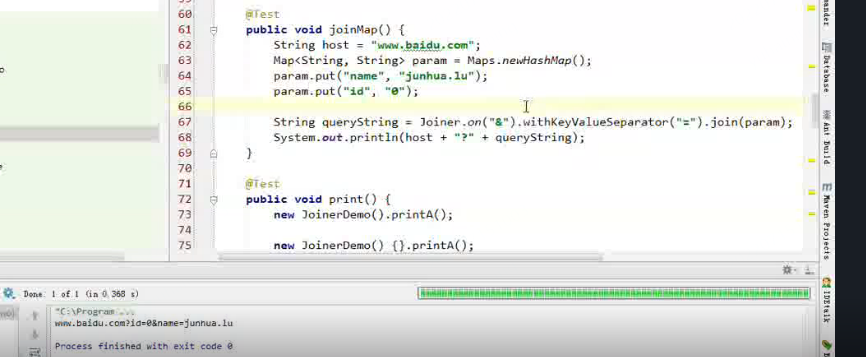 60 @Test
61 public void joinMap() {
62 String host = "www.baidu.com";
63 Map<String, String> param = Maps.newHashMap();
64 param.put("name", "junhua.lu");
65 param.put("id", "0");
66
67 String queryString = Joiner.on("&").withKeyValueSeparator("=").join(param);
68 System.out.println(host + "?" + queryString);
69 }
70
71 @Test
72 public void print() {
73 new JoinerDemo().printA();
74
75 new JoinerDemo() {}.printA();
Database
Ant Build
Maven Projects
IDEtalk
Done: 1 of 1 (in 0.368 s)
"C:\Program ...
www.baidu.com?id=0&name=junhua.lu
Process finished with exit code 0